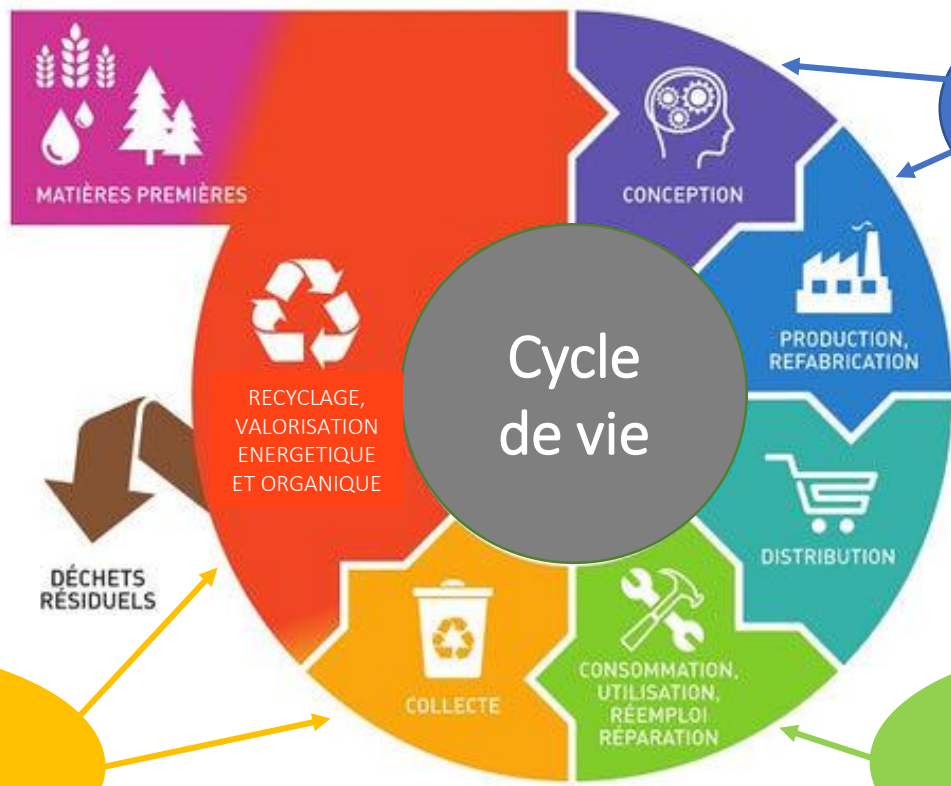 MATIÈRES PREMIÈRES
CONCEPTION
PRODUCTION,
REFABRICATION
DISTRIBUTION
CONSOMMATION,
UTILISATION,
RÉEMPLOI
RÉPARATION
COLLECTE
RECYCLAGE,
VALORISATION
ENERGETIQUE
ET ORGANIQUE
DÉCHETS
RÉSIDUELS
Cycle
de vie